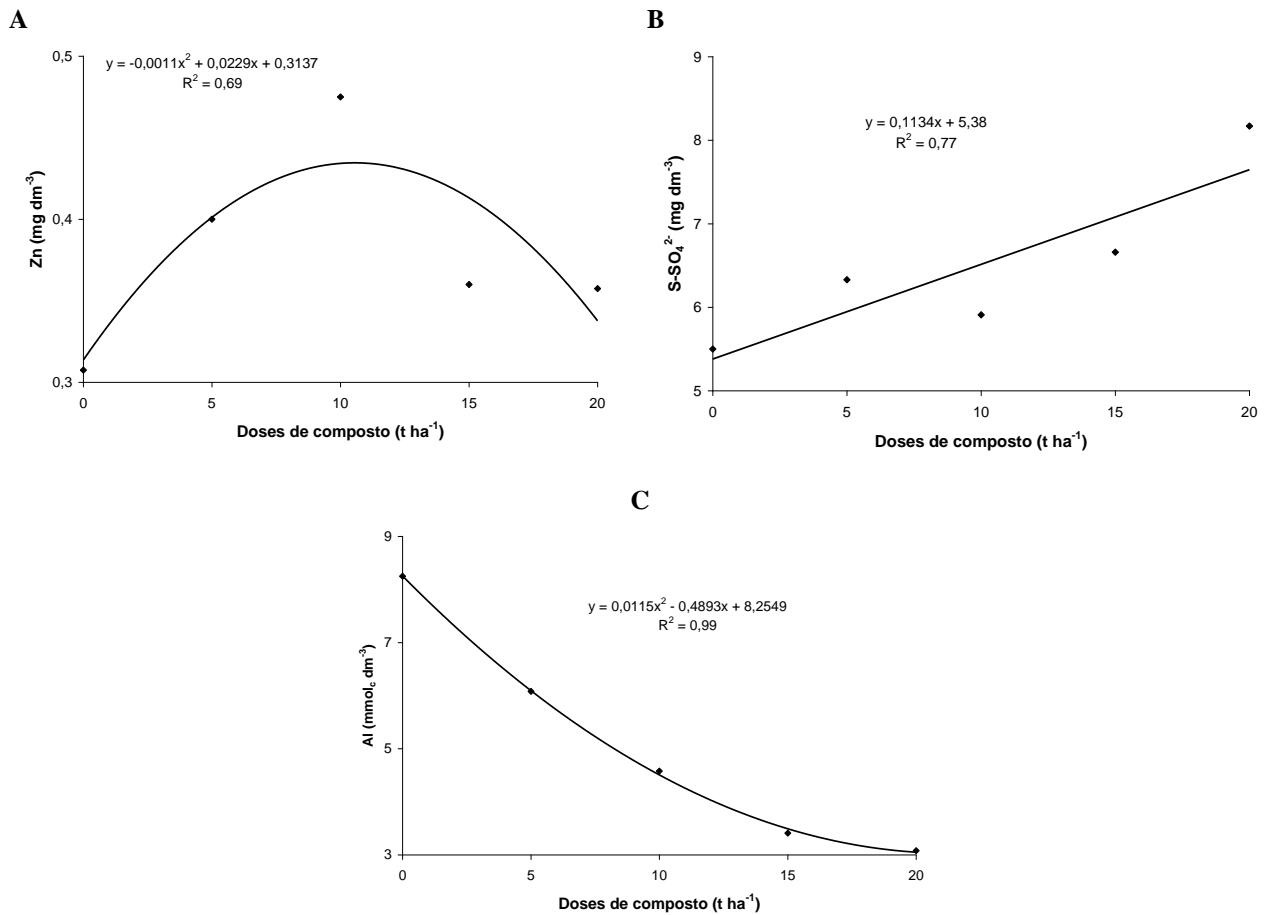 A
y = -0,0011x² + 0,0229x + 0,3137
R² = 0,69
0,5
0,4
0,3
Zn (mg dm⁻³)
0 5 10 15 20
Doses de composto (t ha⁻¹)
B
y = 0,1134x + 5,38
R² = 0,77
9
8
7
6
5
S-SO₄²⁻ (mg dm⁻³)
0 5 10 15 20
Doses de composto (t ha⁻¹)
C
y = 0,0115x² - 0,4893x + 8,2549
R² = 0,99
9
7
5
3
Al (mmol꜀ dm⁻³)
0 5 10 15 20
Doses de composto (t ha⁻¹)